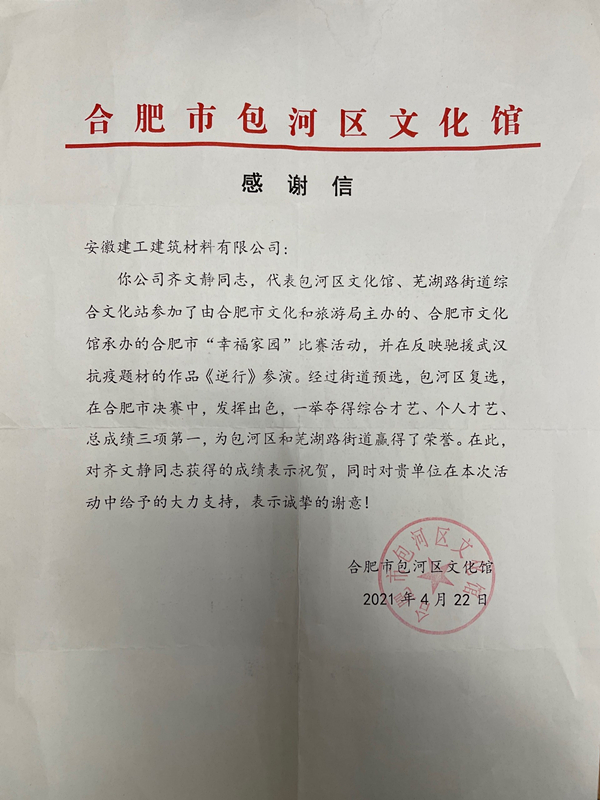 合肥市包河区文化馆
感谢信
安徽建工建筑材料有限公司：
你公司齐文静同志，代表包河区文化馆、芜湖路街道综
合文化站参加了由合肥市文化和旅游局主办的、合肥市文化
馆承办的合肥市“幸福家园”比赛活动，并在反映驰援武汉
抗疫题材的作品《逆行》参演。经过街道预选，包河区复选，
在合肥市决赛中，发挥出色，一举夺得综合才艺、个人才艺、
总成绩三项第一，为包河区和芜湖路街道赢得了荣誉。在此，
对齐文静同志获得的成绩表示祝贺，同时对贵单位在本次活
动中给予的大力支持，表示诚挚的谢意！
合肥市包河区文化馆
2021年4月22日
合肥市包河区文化馆